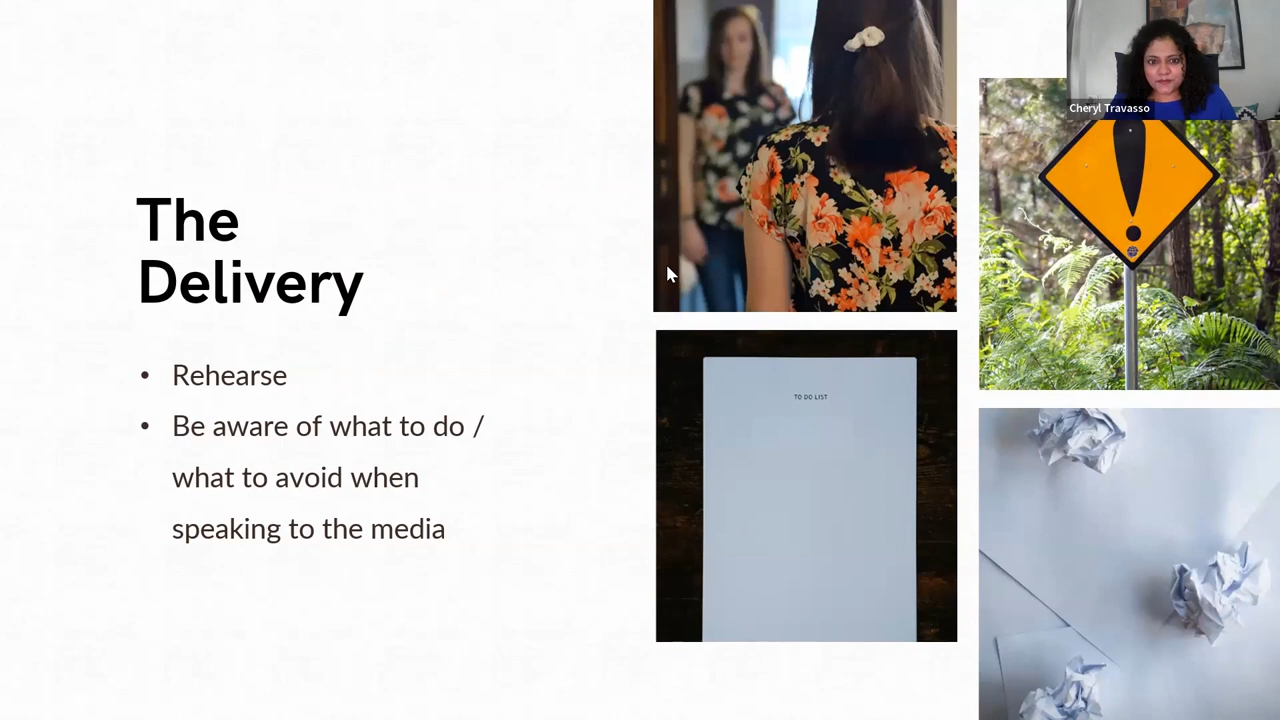 The
Delivery
• Rehearse
• Be aware of what to do /
what to avoid when
speaking to the media
TO DO LIST
Cheryl Travasso